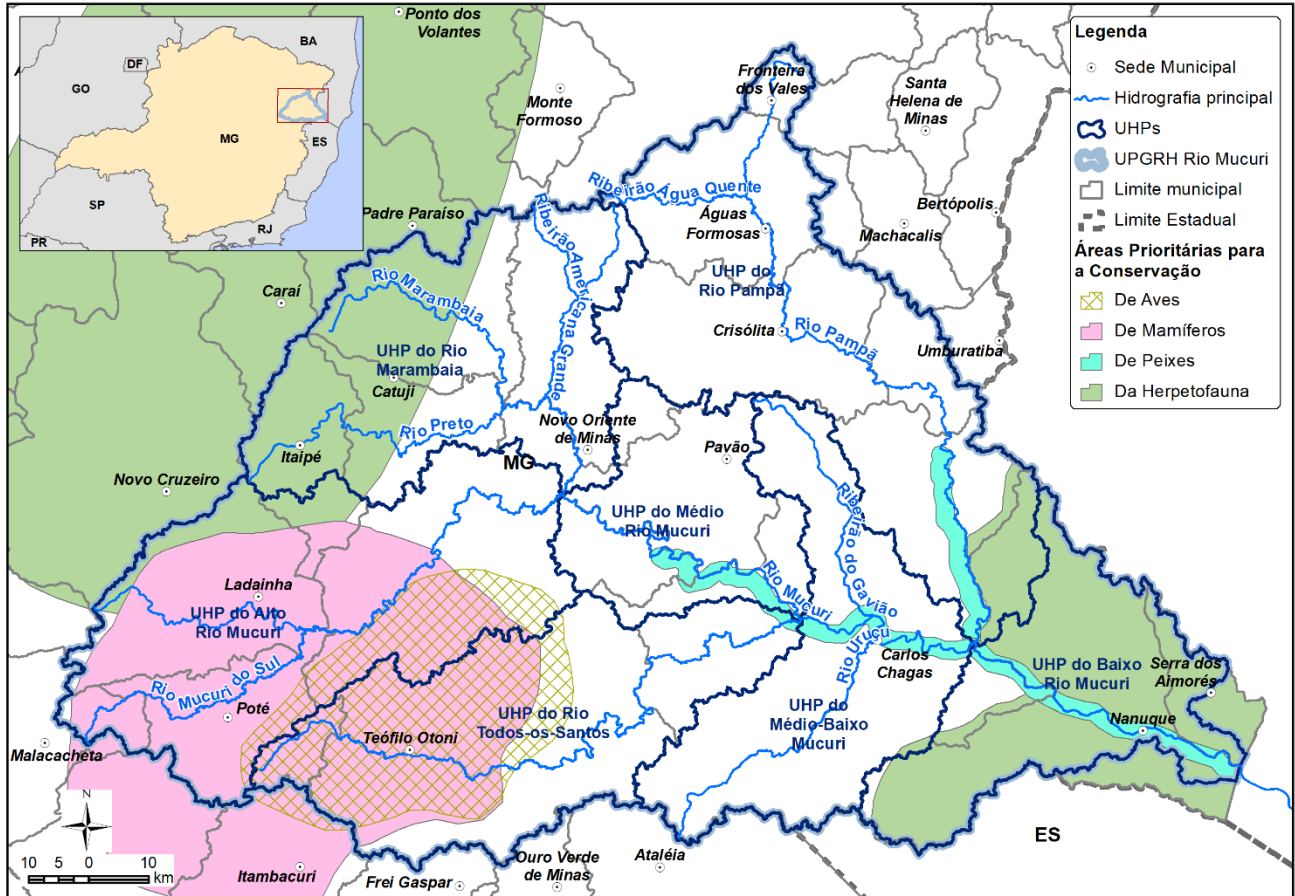 BA
DF
GO
MG
ES
SP
RJ
PR
Ponto dos
Volantes
Monte
Formoso
Fronteira
dos Vales
Santa
Helena de
Minas
Bertópolis
Machacalis
Umburatiba
Ribeirão Água Quente
Águas
Formosas
UHP do
Rio Pampã
Crisólita
Rio Pampã
Padre Paraíso
Ribeirão Americana Grande
Rio Marambaia
Caraí
UHP do Rio
Marambaia
Catuji
Rio Preto
Novo Oriente
de Minas
MG
Itaipé
Novo Cruzeiro
Pavão
UHP do Médio
Rio Mucuri
Ribeirão do Gavião
Rio Mucuri
Rio Uruçu
Carlos
Chagas
Ladainha
UHP do Alto
Rio Mucuri
Rio Mucuri do Sul
Poté
Malacacheta
Teófilo Otoni
UHP do Rio
Todos-os-Santos
UHP do
Médio-Baixo
Mucuri
UHP do Baixo
Rio Mucuri
Serra dos
Aimorés
Nanuque
ES
Itambacuri
Frei Gaspar
Ouro Verde
de Minas
Ataléia
N
10 5 0 10
km
Legenda
Sede Municipal
Hidrografia principal
UHPs
UPGRH Rio Mucuri
Limite municipal
Limite Estadual
Áreas Prioritárias para
a Conservação
De Aves
De Mamíferos
De Peixes
Da Herpetofauna